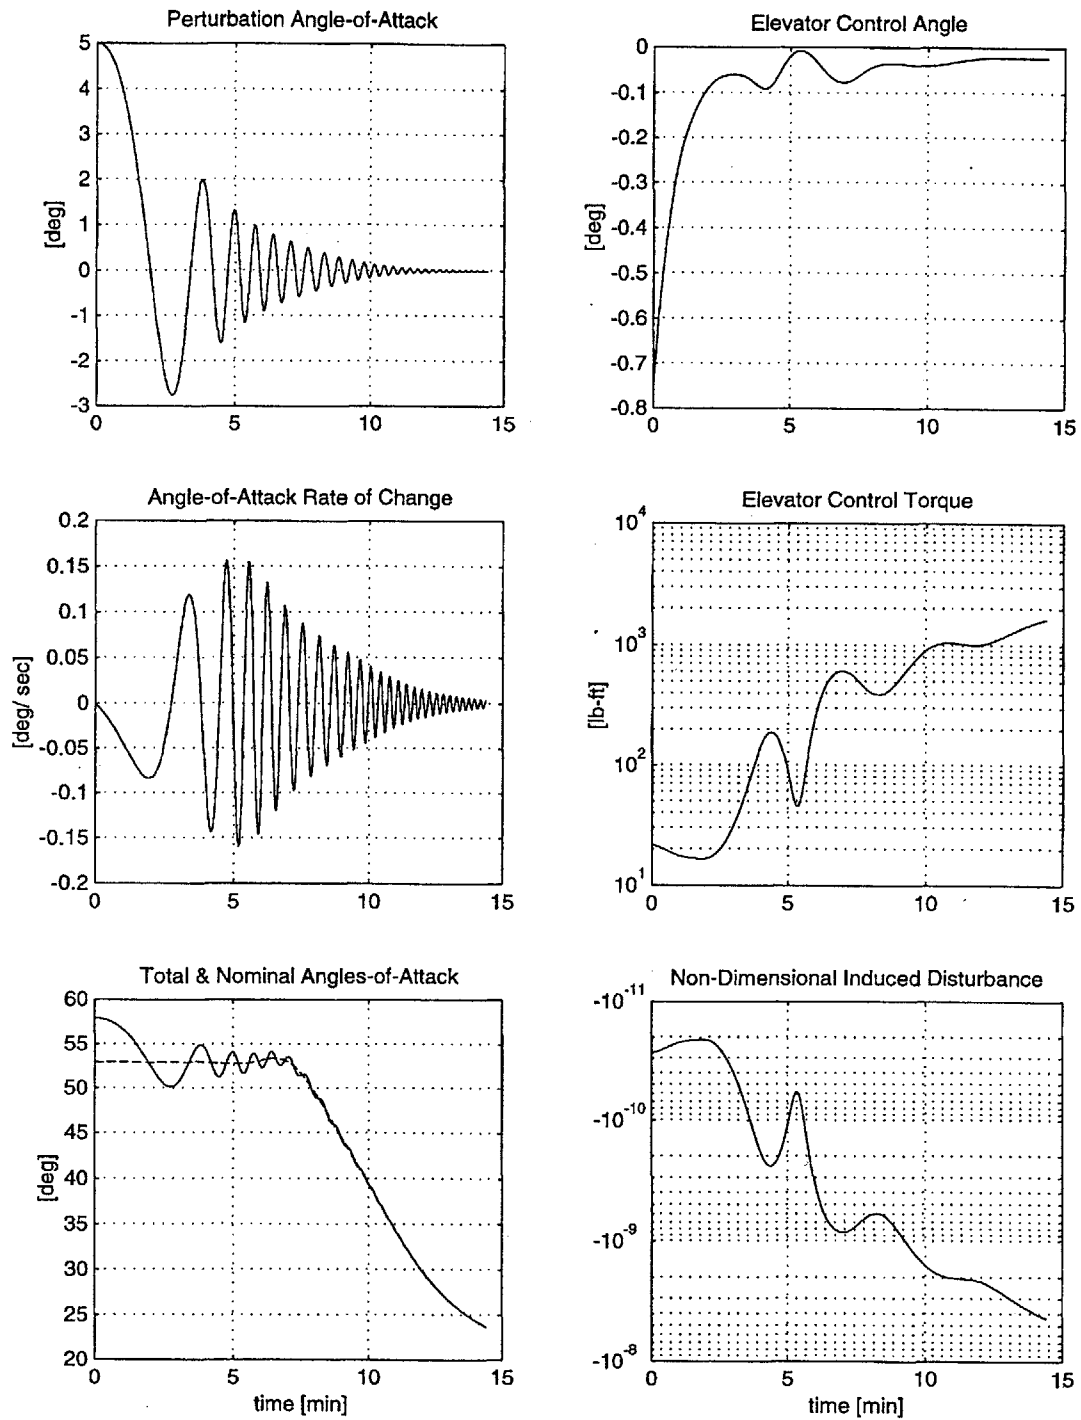 Perturbation Angle-of-Attack
5
4
3
2
1
0
-1
-2
-3
[deg]
0 5 10 15
Elevator Control Angle
0
-0.1
-0.2
-0.3
-0.4
-0.5
-0.6
-0.7
-0.8
[deg]
0 5 10 15
Angle-of-Attack Rate of Change
0.2
0.15
0.1
0.05
0
-0.05
-0.1
-0.15
-0.2
[deg/ sec]
0 5 10 15
Elevator Control Torque
10^4
10^3
10^2
10^1
[lb-ft]
0 5 10 15
Total & Nominal Angles-of-Attack
60
55
50
45
40
35
30
25
20
[deg]
0 5 10 15
time [min]
Non-Dimensional Induced Disturbance
-10^-11
-10^-10
-10^-9
-10^-8
0 5 10 15
time [min]